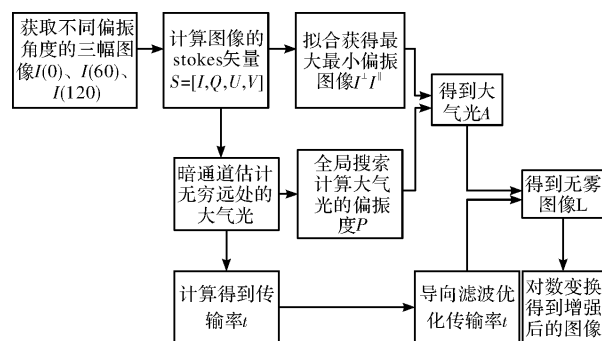 获取不同偏振
角度的三幅图
像I(0)、I(60)、
I(120)
计算图像的
stokes矢量
S=[I,Q,U,V]
拟合获得最
大最小偏振
图像I⊥I∥
得到大
气光A
暗通道估计
无穷远处的
大气光
全局搜索
计算大气
光的偏振
度P
得到无雾
图像L
计算得到传
输率t
导向滤波优
化传输率t
对数变换
得到增强
后的图像